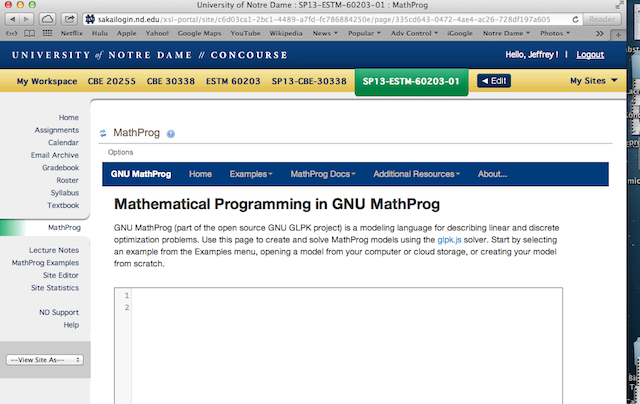 University of Notre Dame : SP13-ESTM-60203-01 : MathProg
sakailogin.nd.edu/xsl-portal/site/c6d03ca1-2bc1-4489-a7fd-fc786884250e/page/335cd643-0472-4ae4-ac26-728df197a605
Reader
Netflix Hulu Apple Yahoo! Google Maps YouTube Wikipedia News Popular Adv Control iGoogle Notre Dame Photos
UNIVERSITY of NOTRE DAME // CONCOURSE
Hello, Jeffrey ! | Logout
My Workspace CBE 20255 CBE 30338 ESTM 60203 SP13-CBE-30338 SP13-ESTM-60203-01 Edit My Sites
Home
Assignments
Calendar
Email Archive
Gradebook
Roster
Syllabus
Textbook
MathProg
Lecture Notes
MathProg Examples
Site Editor
Site Statistics
ND Support
Help
--View Site As--
MathProg
Options
GNU MathProg Home Examples MathProg Docs Additional Resources About...
Mathematical Programming in GNU MathProg
GNU MathProg (part of the open source GNU GLPK project) is a modeling language for describing linear and discrete
optimization problems. Use this page to create and solve MathProg models using the glpk.js solver. Start by selecting
an example from the Examples menu, opening a model from your computer or cloud storage, or creating your model
from scratch.
1
2